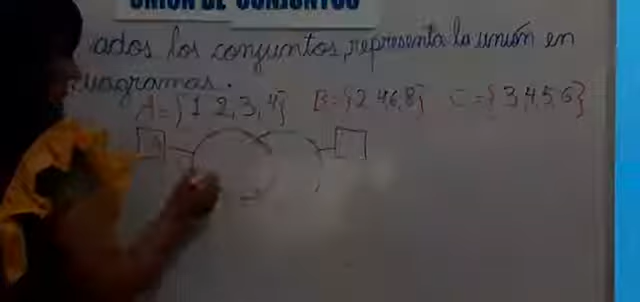 UNIÓN DE CONJUNTOS
ados los conjuntos, representa la unión en
diagramas.
A={1 2,3,4} B={2 4 6,8} C={3,4,5,6}